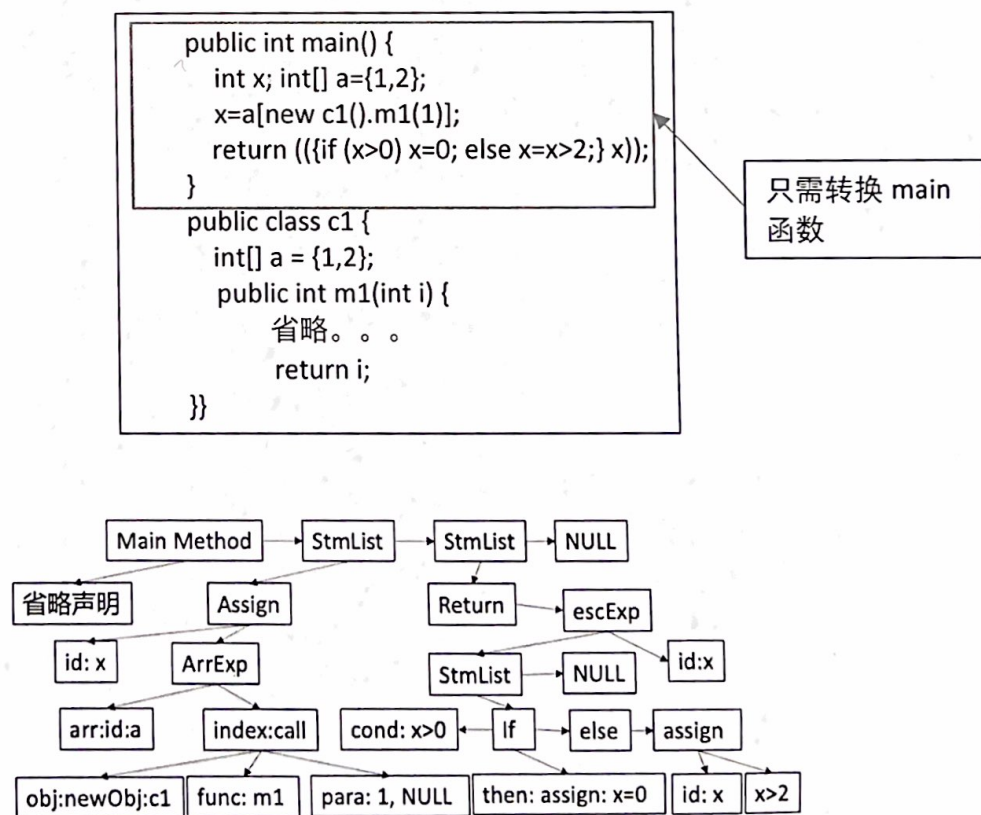 public int main() {
int x; int[] a={1,2};
x=a[new c1().m1(1)];
return (({if (x>0) x=0; else x=x>2;} x));
}
public class c1 {
int[] a = {1,2};
public int m1(int i) {
省略。。。
return i;
}}
只需转换 main
函数
Main Method
StmList
StmList
NULL
省略声明
Assign
Return
escExp
id: x
ArrExp
StmList
NULL
id:x
arr:id:a
index:call
cond: x>0
If
else
assign
obj:newObj:c1
func: m1
para: 1, NULL
then: assign: x=0
id: x
x>2